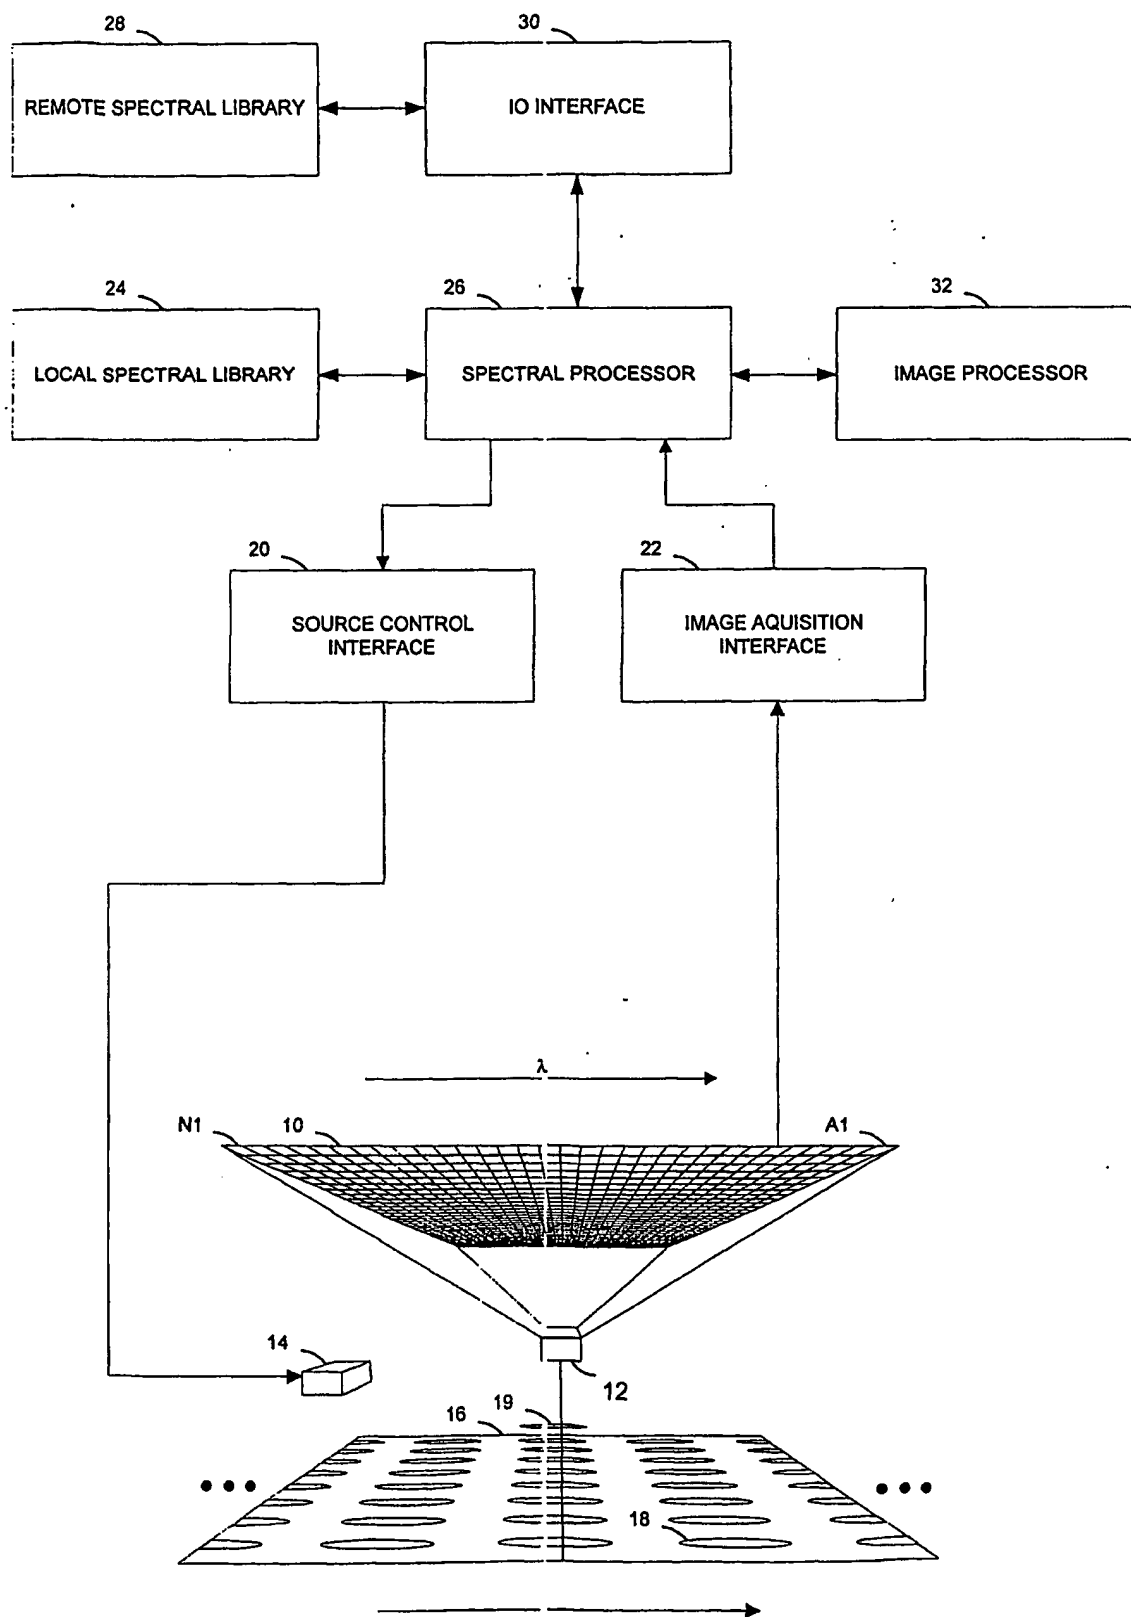 28
30
REMOTE SPECTRAL LIBRARY
IO INTERFACE
24
26
32
LOCAL SPECTRAL LIBRARY
SPECTRAL PROCESSOR
IMAGE PROCESSOR
20
22
SOURCE CONTROL
INTERFACE
IMAGE AQUISITION
INTERFACE
λ
N1
10
A1
14
12
19
16
18